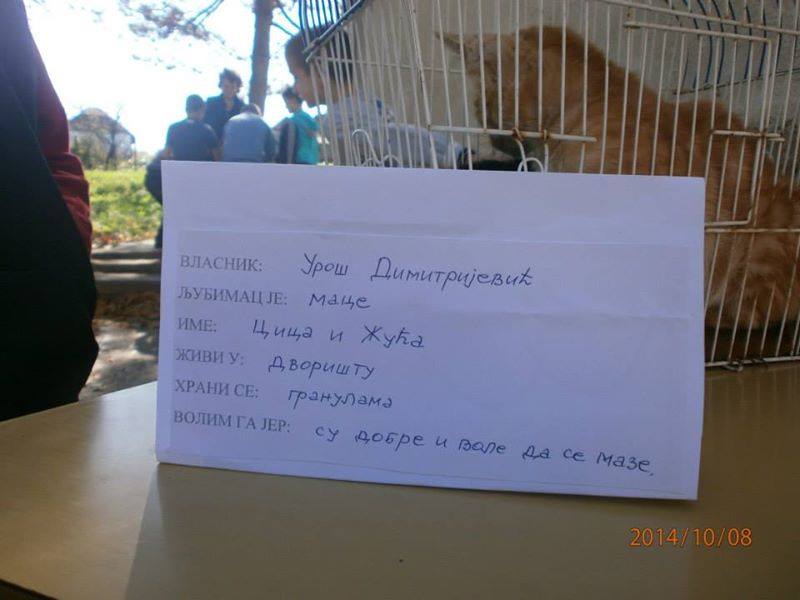 ВЛАСНИК: Урош Димитријевић
ЉУБИМАЦ ЈЕ: маце
ИМЕ: Цица и Жућа
ЖИВИ У: дворишту
ХРАНИ СЕ: гранулама
ВОЛИМ ГА ЈЕР: су добре и воле да се мазе.
2014/10/08